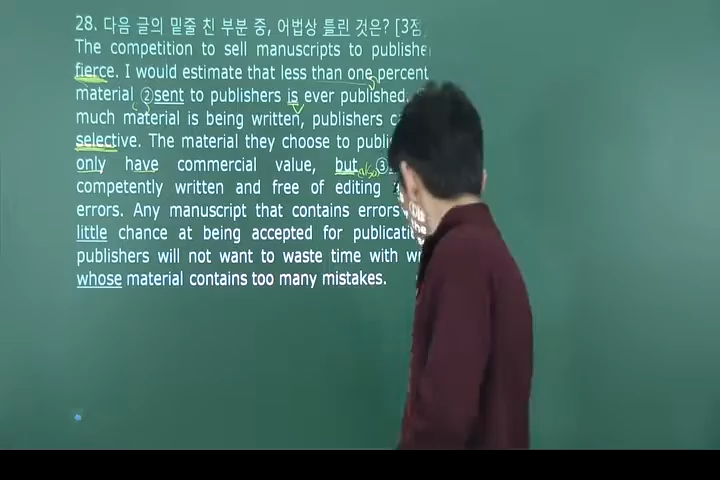 28. 다음 글의 밑줄 친 부분 중, 어법상 틀린 것은? [3점
The competition to sell manuscripts to publishe
fierce. I would estimate that less than one percent
material ②sent to publishers is ever published.
much material is being written, publishers c
selective. The material they choose to publi
only have commercial value, but (also) ③
competently written and free of editing
errors. Any manuscript that contains errors
little chance at being accepted for publicati
publishers will not want to waste time with w
whose material contains too many mistakes.